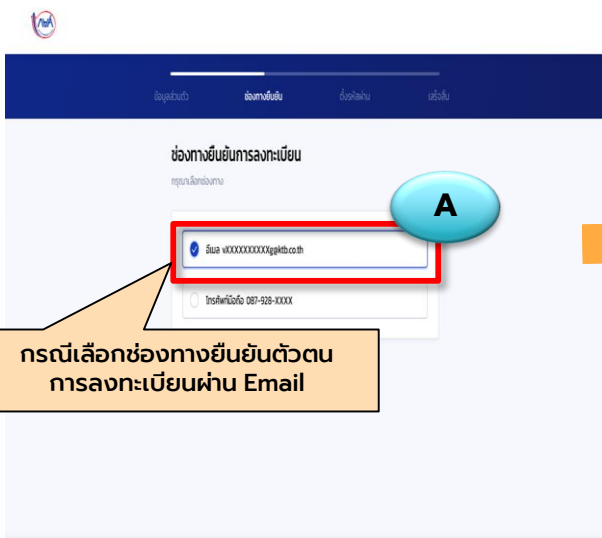 ข้อมูลส่วนตัว
ช่องทางยืนยัน
ตั้งรหัสผ่าน
เสร็จสิ้น
ช่องทางยืนยันการลงทะเบียน
กรุณาเลือกช่องทาง
A
อีเมล vXXXXXXXXXXg@ktb.co.th
โทรศัพท์มือถือ 087-928-XXXX
กรณีเลือกช่องทางยืนยันตัวตน
การลงทะเบียนผ่าน Email